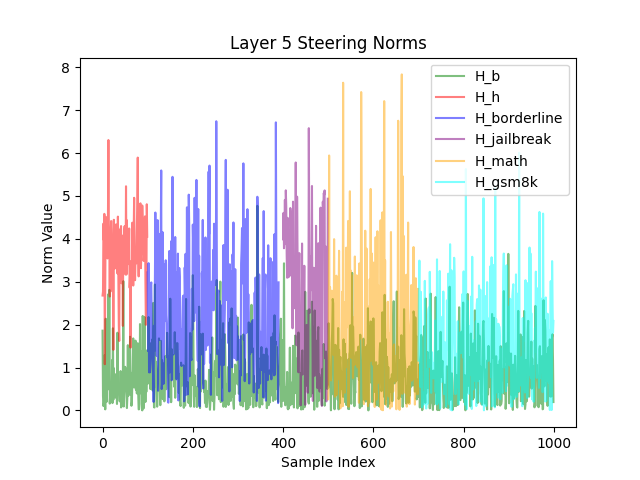 Layer 5 Steering Norms
Norm Value
8
7
6
5
4
3
2
1
0
H_b
H_h
H_borderline
H_jailbreak
H_math
H_gsm8k
0
200
400
600
800
1000
Sample Index